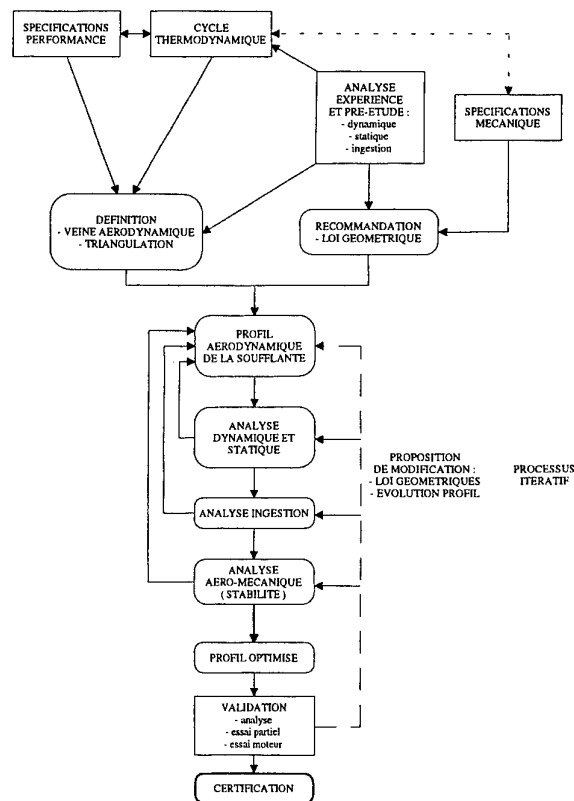 SPECIFICATIONS
PERFORMANCE
CYCLE
THERMODYNAMIQUE
ANALYSE
EXPERIENCE
ET PRE-ETUDE :
- dynamique
- statique
- ingestion
SPECIFICATIONS
MECANIQUE
DEFINITION
- VEINE AERODYNAMIQUE
- TRIANGULATION
RECOMMANDATION
- LOI GEOMETRIQUE
PROFIL
AERODYNAMIQUE
DE LA SOUFFLANTE
ANALYSE
DYNAMIQUE ET
STATIQUE
PROPOSITION
DE MODIFICATION :
- LOI GEOMETRIQUES
- EVOLUTION PROFIL
PROCESSUS
ITERATIF
ANALYSE INGESTION
ANALYSE
AERO-MECANIQUE
( STABILITE )
PROFIL OPTIMISE
VALIDATION
- analyse
- essai partiel
- essai moteur
CERTIFICATION